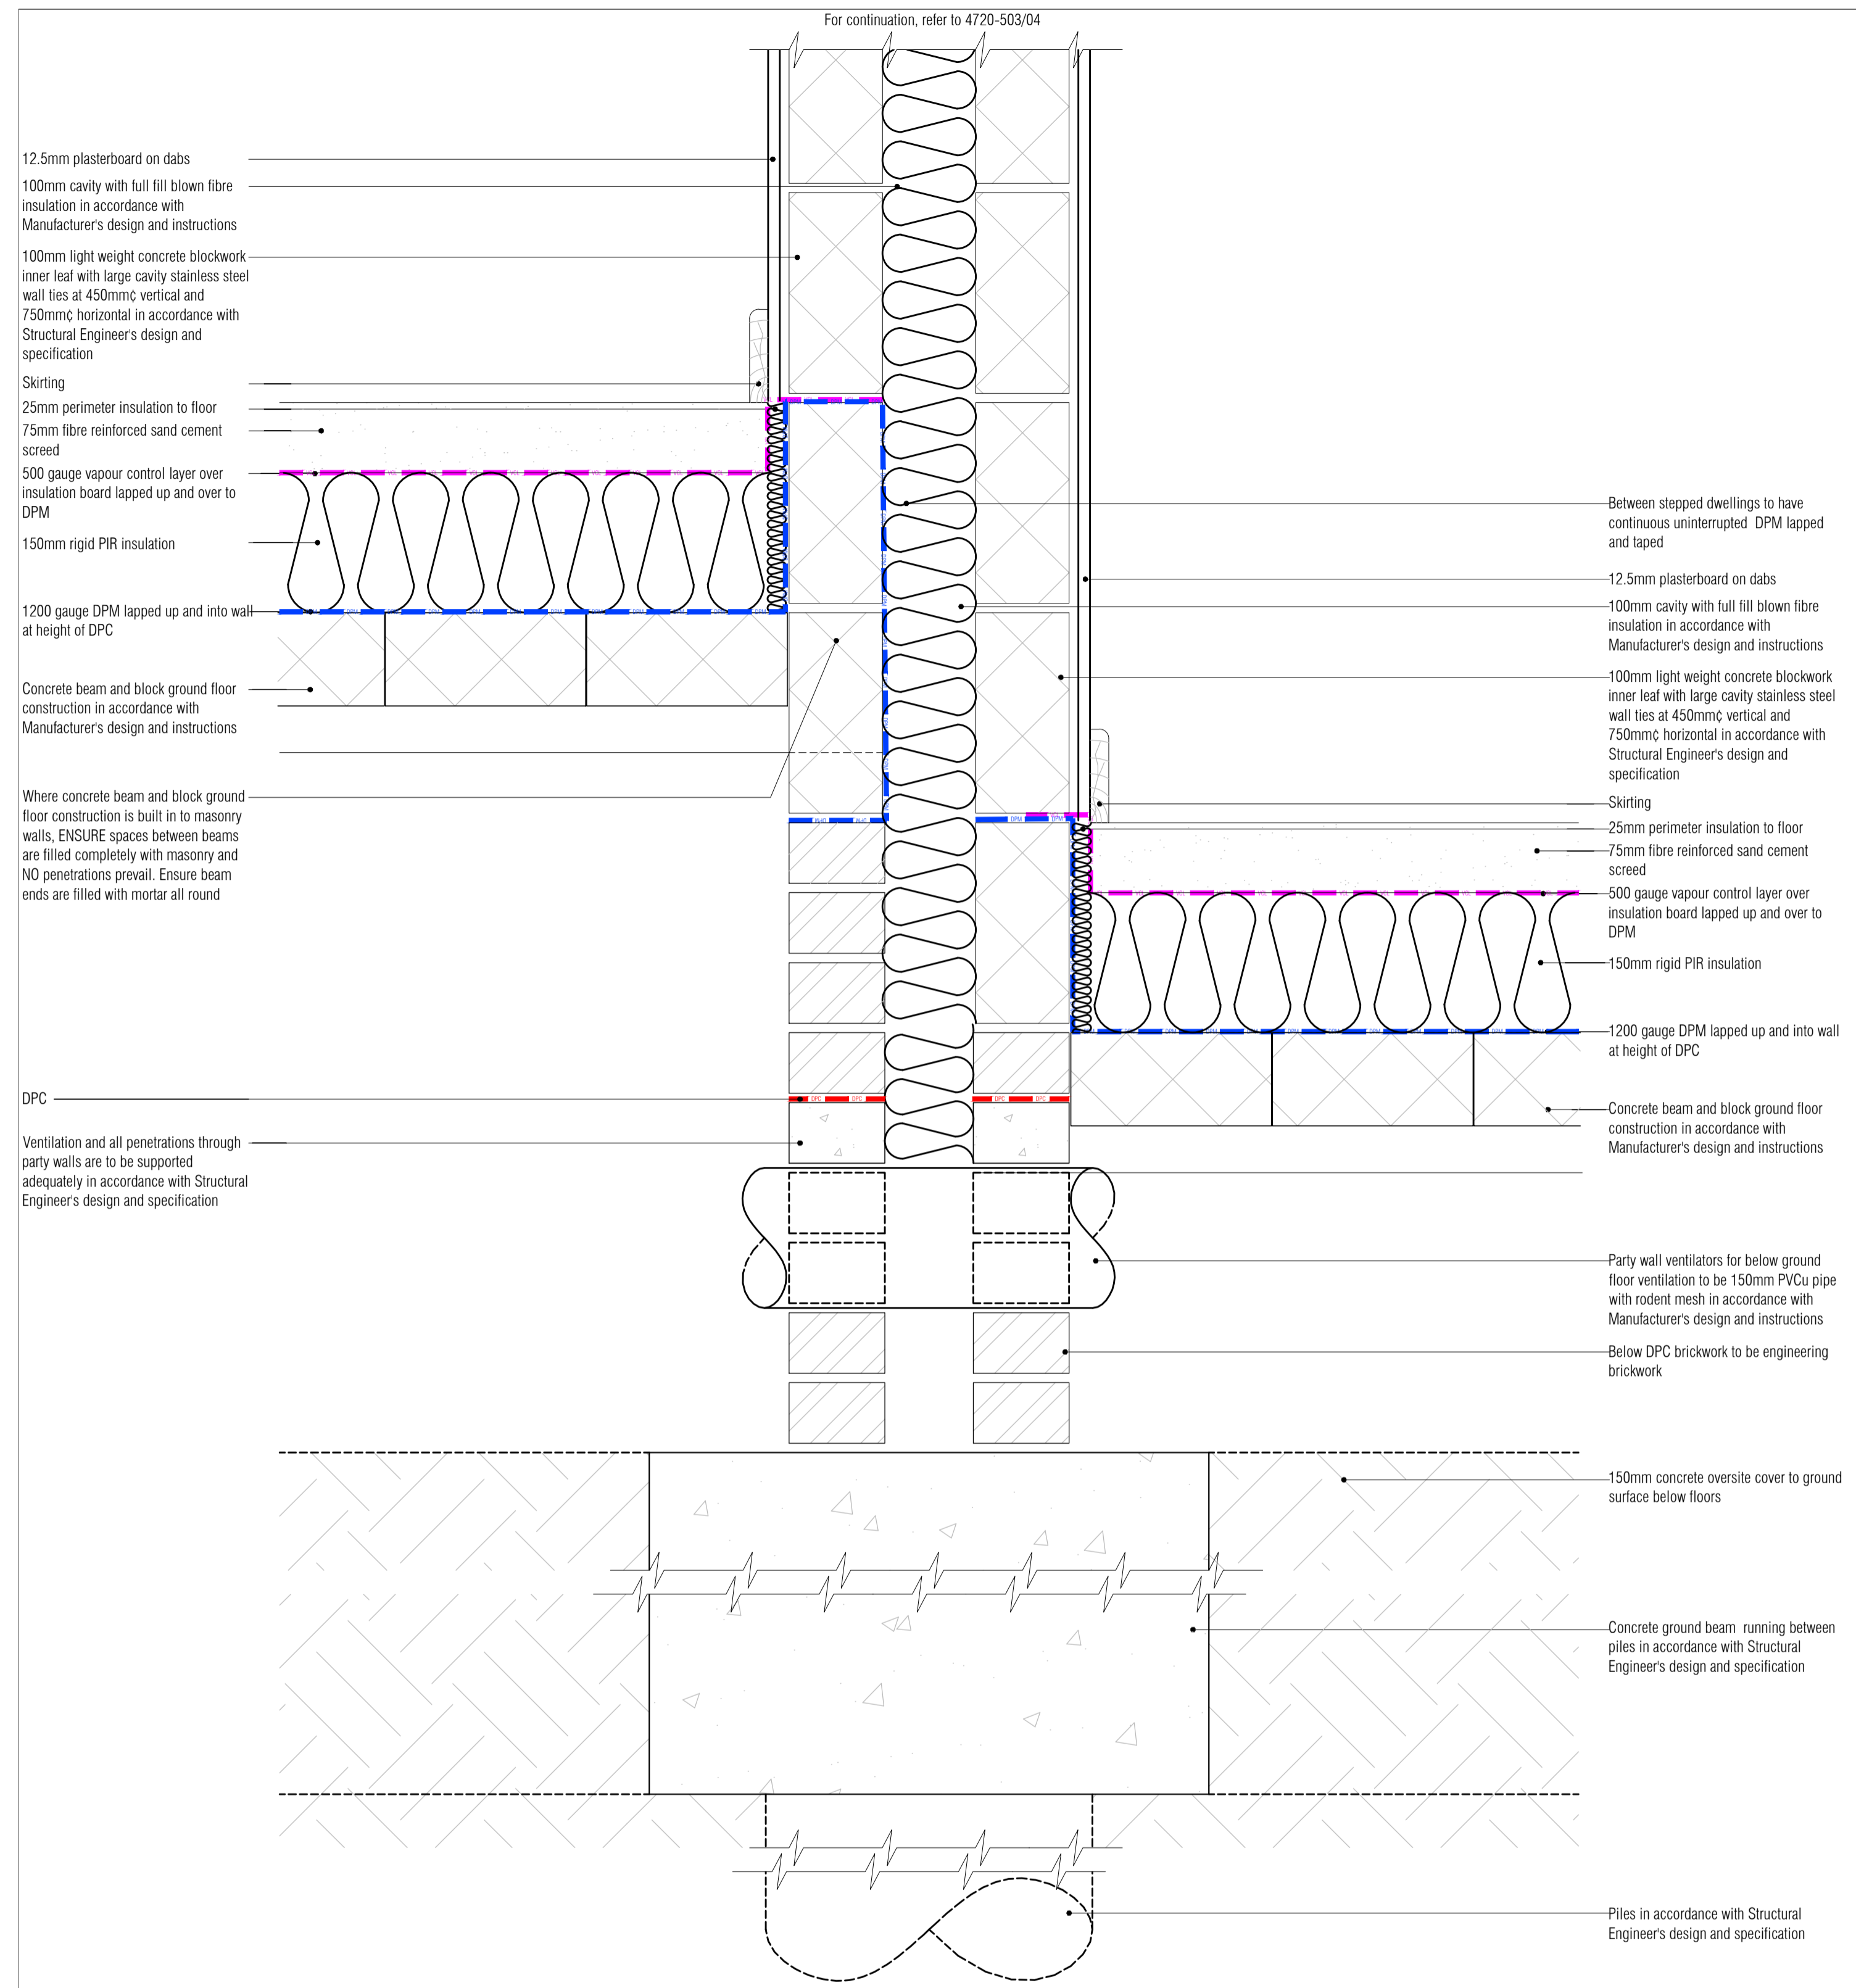 For continuation, refer to 4720-503/04
12.5mm plasterboard on dabs
100mm cavity with full fill blown fibre
insulation in accordance with
Manufacturer's design and instructions
100mm light weight concrete blockwork
inner leaf with large cavity stainless steel
wall ties at 450mm¢ vertical and
750mm¢ horizontal in accordance with
Structural Engineer's design and
specification
Skirting
25mm perimeter insulation to floor
75mm fibre reinforced sand cement
screed
500 gauge vapour control layer over
insulation board lapped up and over to
DPM
150mm rigid PIR insulation
1200 gauge DPM lapped up and into wall
at height of DPC
Concrete beam and block ground floor
construction in accordance with
Manufacturer's design and instructions
Where concrete beam and block ground
floor construction is built in to masonry
walls, ENSURE spaces between beams
are filled completely with masonry and
NO penetrations prevail. Ensure beam
ends are filled with mortar all round
DPC
Ventilation and all penetrations through
party walls are to be supported
adequately in accordance with Structural
Engineer's design and specification
DPC DPC
DPC DPC
DPM DPM
Between stepped dwellings to have
continuous uninterrupted DPM lapped
and taped
12.5mm plasterboard on dabs
100mm cavity with full fill blown fibre
insulation in accordance with
Manufacturer's design and instructions
100mm light weight concrete blockwork
inner leaf with large cavity stainless steel
wall ties at 450mm¢ vertical and
750mm¢ horizontal in accordance with
Structural Engineer's design and
specification
Skirting
25mm perimeter insulation to floor
75mm fibre reinforced sand cement
screed
500 gauge vapour control layer over
insulation board lapped up and over to
DPM
150mm rigid PIR insulation
1200 gauge DPM lapped up and into wall
at height of DPC
Concrete beam and block ground floor
construction in accordance with
Manufacturer's design and instructions
Party wall ventilators for below ground
floor ventilation to be 150mm PVCu pipe
with rodent mesh in accordance with
Manufacturer's design and instructions
Below DPC brickwork to be engineering
brickwork
150mm concrete oversite cover to ground
surface below floors
Concrete ground beam running between
piles in accordance with Structural
Engineer's design and specification
Piles in accordance with Structural
Engineer's design and specification